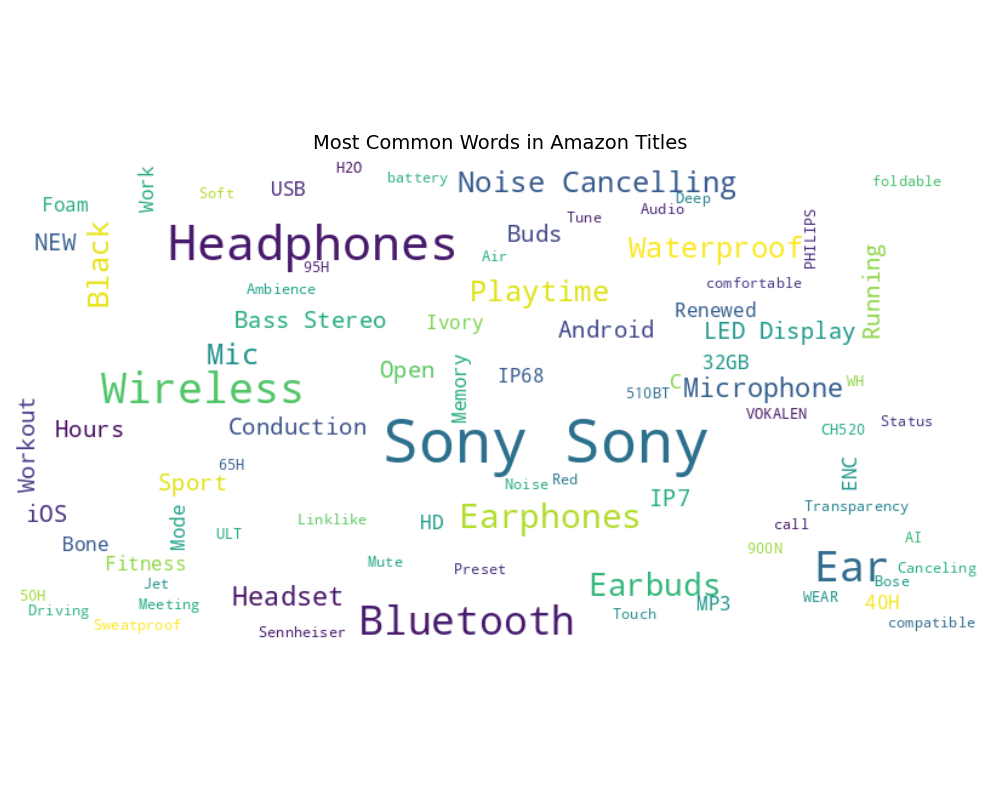 Most Common Words in Amazon Titles
H2O
Work
Soft
USB
battery
Noise Cancelling
foldable
Deep
Foam
Audio
Tune
NEW
Black
Headphones
Buds
Waterproof
PHILIPS
Air
95H
Ambience
Playtime
comfortable
Running
Renewed
Bass Stereo
Ivory
Android
LED Display
Mic
Open
Memory
IP68
32GB
C
Wireless
510BT
Microphone
WH
VOKALEN
Workout
Hours
Conduction
Sony Sony
CH520
Status
65H
ENC
Sport
Noise
Red
IP7
Transparency
iOS
Mode
Linklike
HD
Earphones
call
ULT
AI
Bone
900N
Fitness
Mute
Preset
Ear
Canceling
Jet
Bose
50H
Headset
Earbuds
WEAR
Driving
Meeting
MP3
40H
Touch
Sweatproof
Sennheiser
Bluetooth
compatible